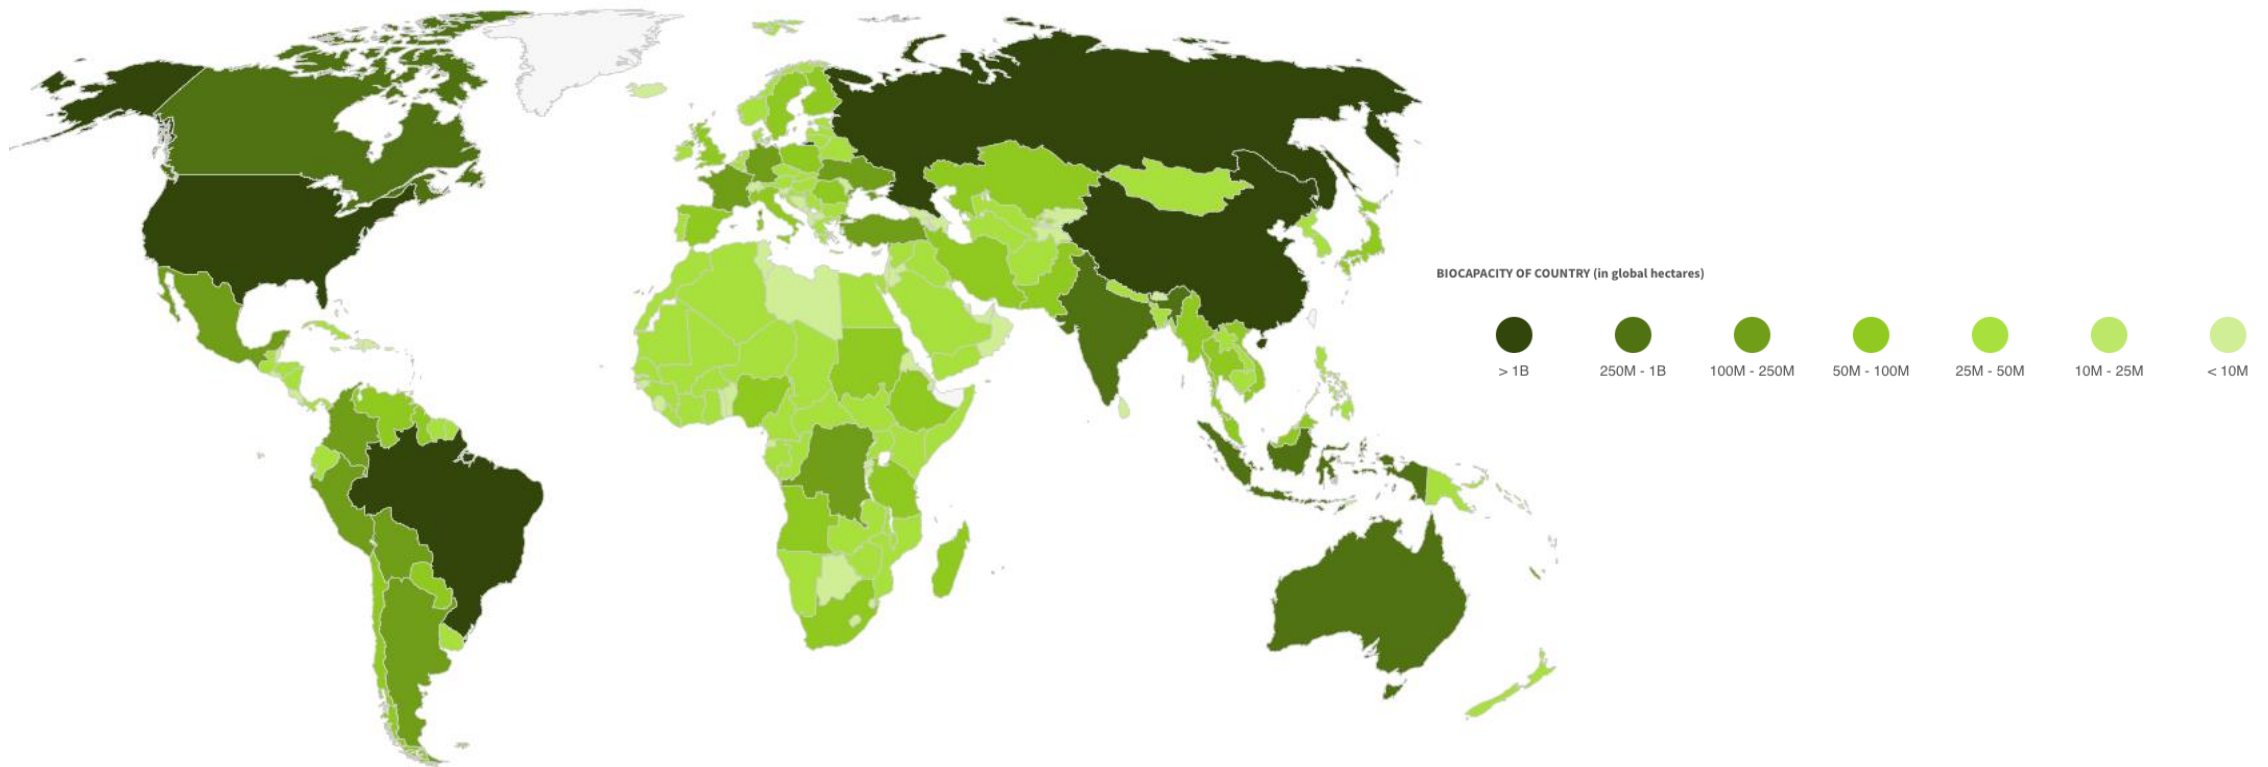 BIOCAPACITY OF COUNTRY (in global hectares)
> 1B 250M - 1B 100M - 250M 50M - 100M 25M - 50M 10M - 25M < 10M